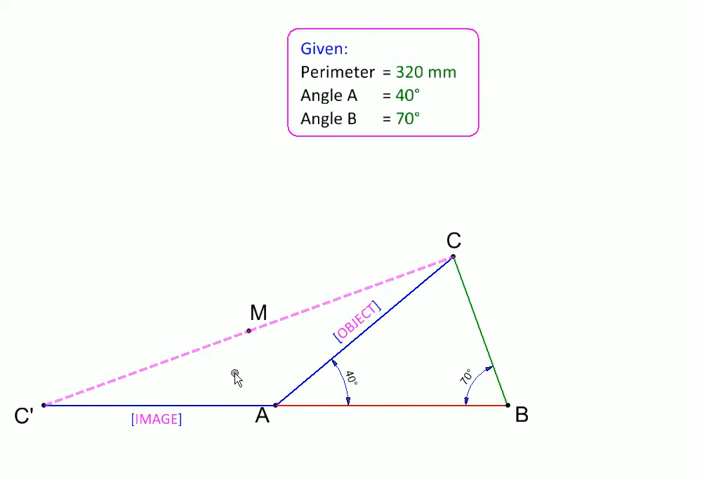 Given:
Perimeter = 320 mm
Angle A = 40°
Angle B = 70°
C
M
[OBJECT]
40°
70°
C'
[IMAGE]
A
B